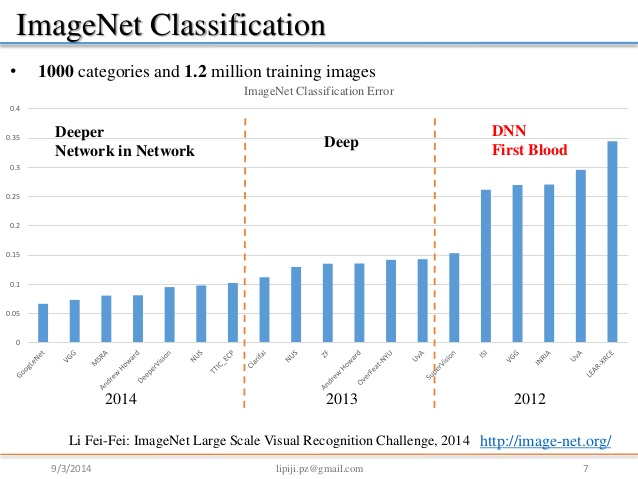 ImageNet Classification
• 1000 categories and 1.2 million training images
ImageNet Classification Error
0.4
0.35
0.3
0.25
0.2
0.15
0.1
0.05
0
Deeper
Network in Network
Deep
DNN
First Blood
GoogLeNet
VGG
MSRA
Andrew Howard
DeeperVision
NUS
TTIC_ECP
Clarifai
NUS
ZF
Andrew Howard
OverFeat-NYU
UvA
SuperVision
ISI
VGG
INRIA
UvA
LEAR-XRCE
2014
2013
2012
Li Fei-Fei: ImageNet Large Scale Visual Recognition Challenge, 2014 http://image-net.org/
9/3/2014 lipiji.pz@gmail.com 7